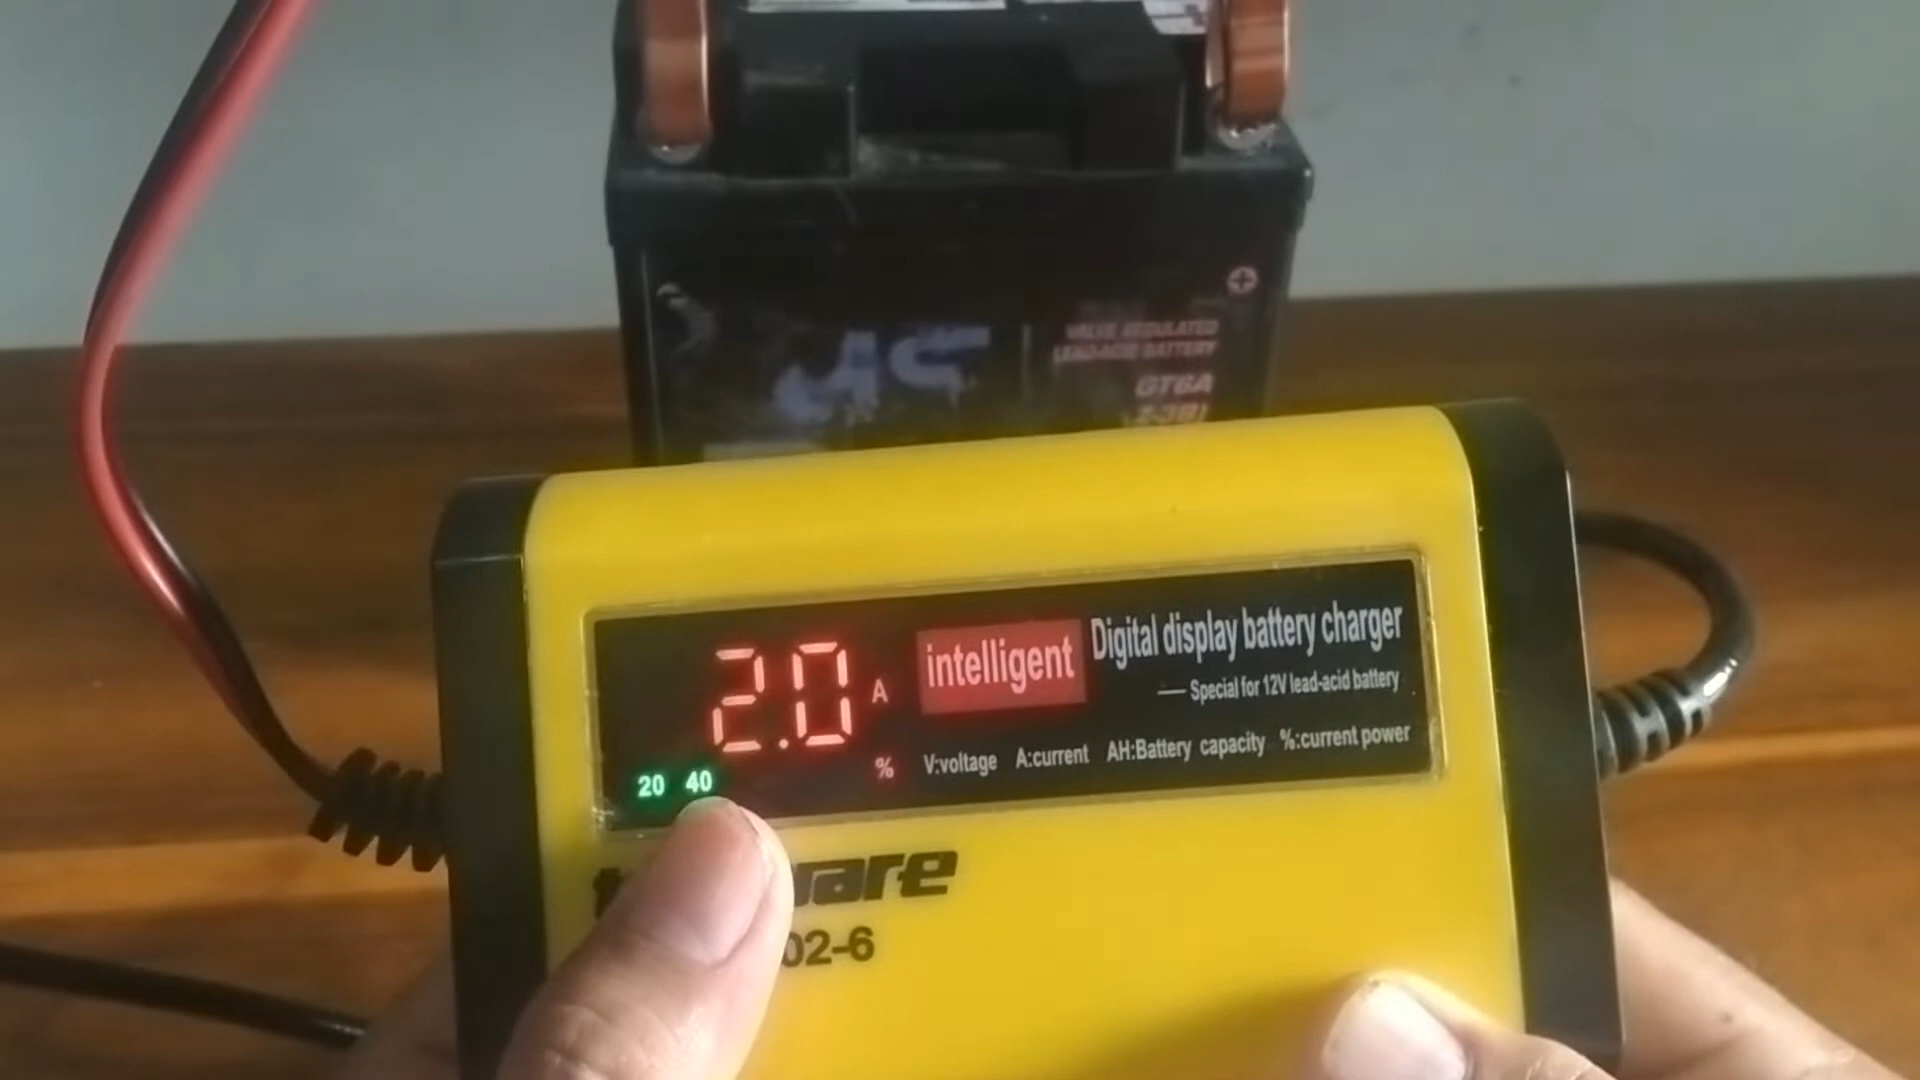 VALVE REGULATED
LEAD-ACID BATTERY
GT6A
2.0 A
intelligent
Digital display battery charger
Special for 12V lead-acid battery
20 40 %
V:voltage A:current AH:Battery capacity %:current power
02-6